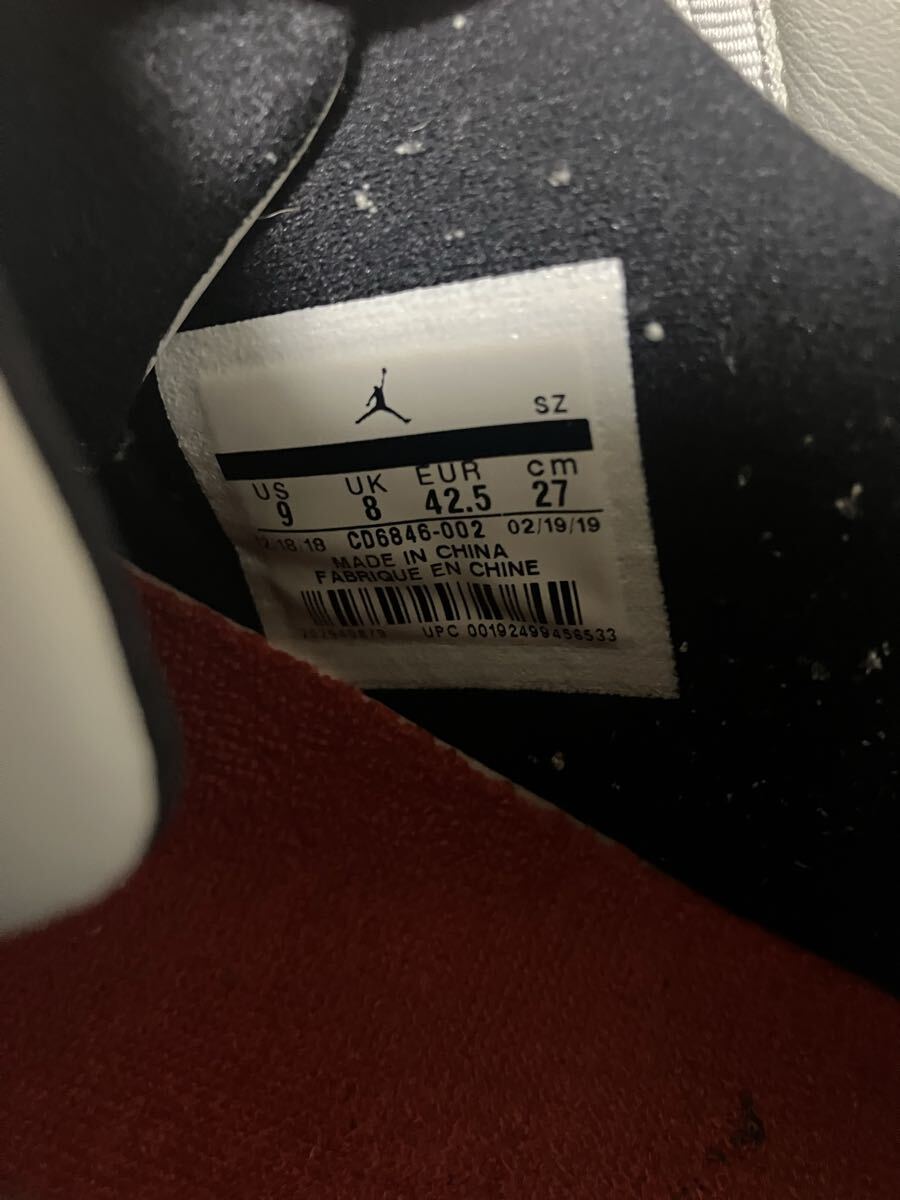 SZ
US UK EUR cm
9 8 42.5 27
12/18/18 CD6846-002 02/19/19
MADE IN CHINA
FABRIQUE EN CHINE
UPC 00192499456533